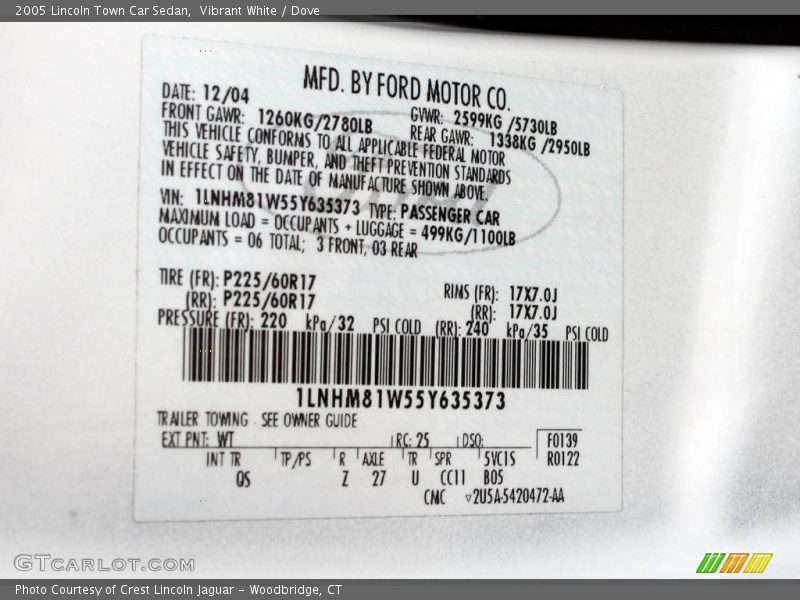 2005 Lincoln Town Car Sedan,  Vibrant White / Dove
MFD. BY FORD MOTOR CO.
DATE: 12/04 GVWR: 2599KG /5730LB
FRONT GAWR: 1260KG/2780LB REAR GAWR: 1338KG /2950LB
THIS VEHICLE CONFORMS TO ALL APPLICABLE FEDERAL MOTOR
VEHICLE SAFETY, BUMPER, AND THEFT PREVENTION STANDARDS
IN EFFECT ON THE DATE OF MANUFACTURE SHOWN ABOVE.
VIN: 1LNHM81W55Y635373 TYPE: PASSENGER CAR
MAXIMUM LOAD = OCCUPANTS + LUGGAGE = 499KG/1100LB
OCCUPANTS = 06 TOTAL; 3 FRONT, 03 REAR
TIRE (FR): P225/60R17 RIMS (FR): 17X7.0J
(RR): P225/60R17 (RR): 17X7.0J
PRESSURE (FR): 220 kPa/32 PSI COLD (RR): 240 kPa/35 PSI COLD
1LNHM81W55Y635373
TRAILER TOWING - SEE OWNER GUIDE
EXT PNT: WT RC: 25 DSO: F0139
INT TR TP/PS R AXLE TR SPR 5YC15 R0122
QS Z 27 U CC11 B05
CMC ▽2U5A-5420472-AA
GTCARLOT.COM
Photo Courtesy of Crest Lincoln Jaguar - Woodbridge, CT